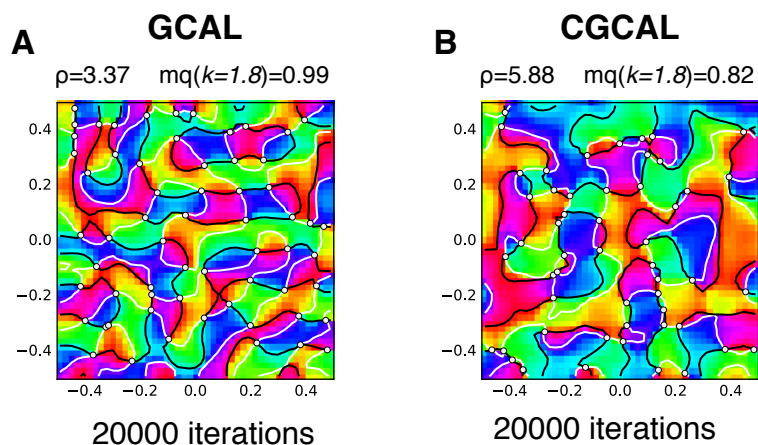 A GCAL
ρ=3.37 mq(k=1.8)=0.99
0.4
0.2
0.0
−0.2
−0.4
−0.4 −0.2 0.0 0.2 0.4
20000 iterations
B CGCAL
ρ=5.88 mq(k=1.8)=0.82
0.4
0.2
0.0
−0.2
−0.4
−0.4 −0.2 0.0 0.2 0.4
20000 iterations